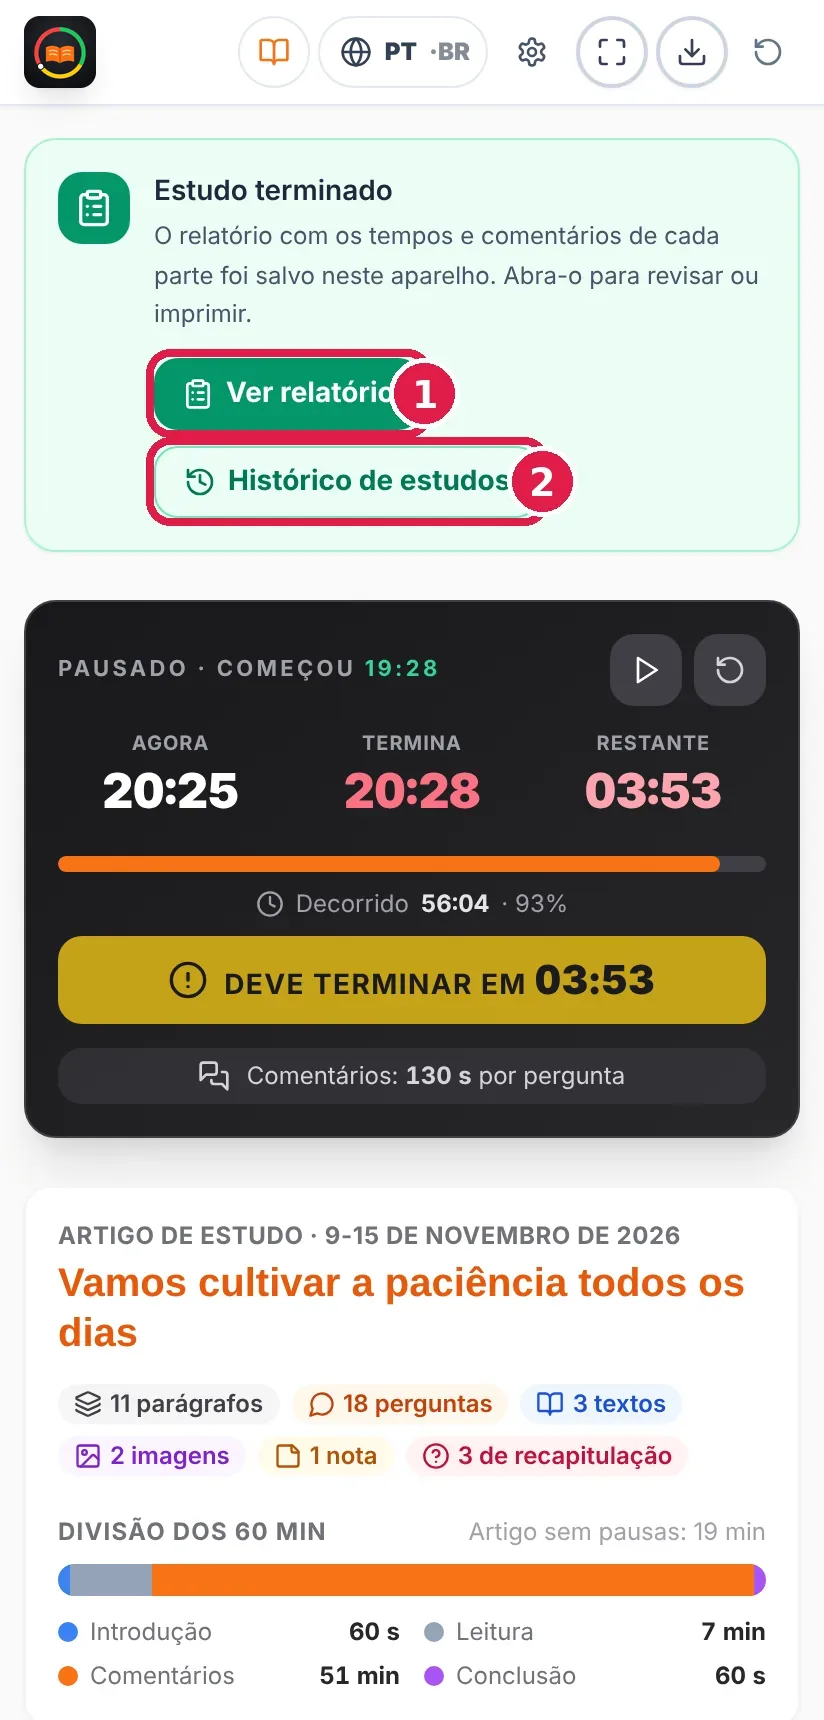 PT ·BR
Estudo terminado
O relatório com os tempos e comentários de cada
parte foi salvo neste aparelho. Abra-o para revisar ou
imprimir.
Ver relatório 1
Histórico de estudos 2
PAUSADO · COMEÇOU 19:28
AGORA TERMINA RESTANTE
20:25 20:28 03:53
Decorrido 56:04 · 93%
DEVE TERMINAR EM 03:53
Comentários: 130 s por pergunta
ARTIGO DE ESTUDO · 9-15 DE NOVEMBRO DE 2026
Vamos cultivar a paciência todos os
dias
11 parágrafos 18 perguntas 3 textos
2 imagens 1 nota 3 de recapitulação
DIVISÃO DOS 60 MIN Artigo sem pausas: 19 min
Introdução 60 s Leitura 7 min
Comentários 51 min Conclusão 60 s